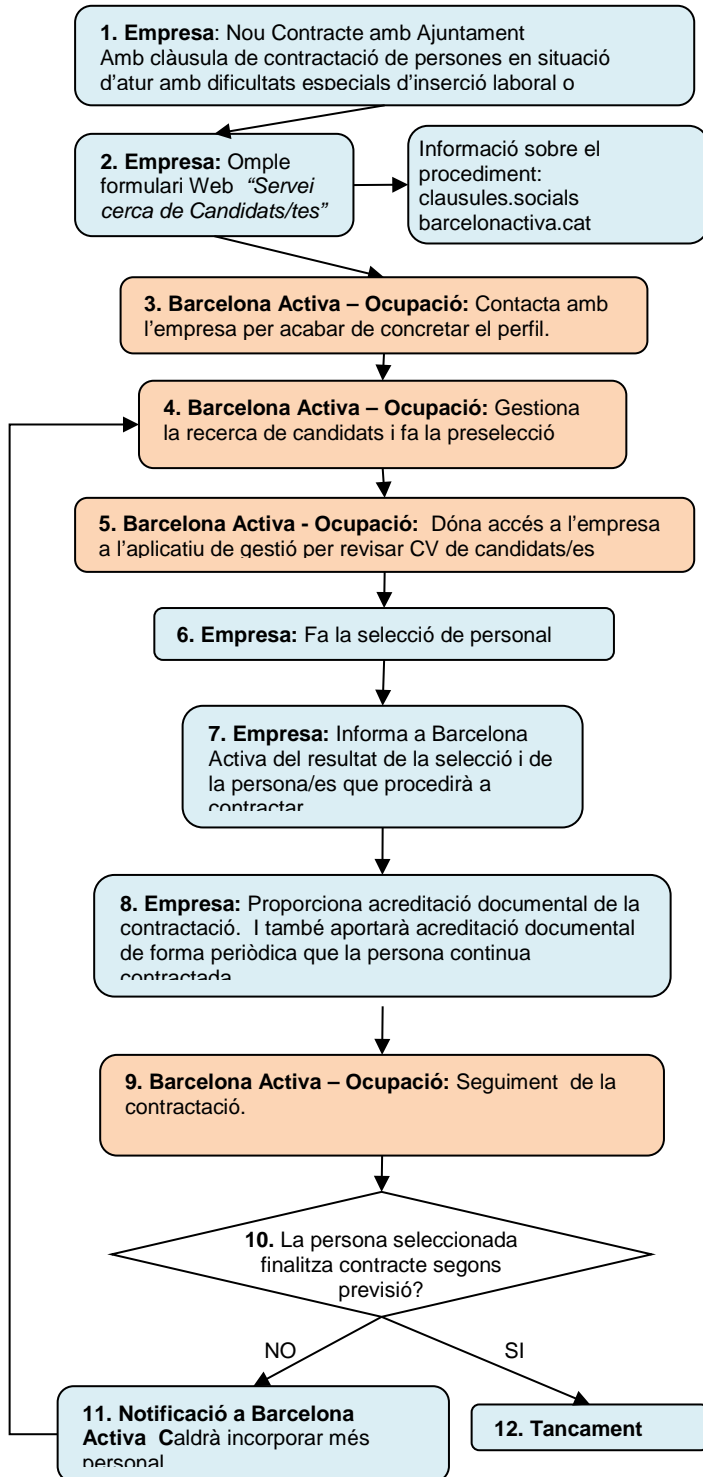 1. Empresa: Nou Contracte amb Ajuntament
Amb clàusula de contractació de persones en situació
d'atur amb dificultats especials d'inserció laboral o
2. Empresa: Omple
formulari Web "Servei
cerca de Candidats/tes"
Informació sobre el
procediment:
clausules.socials
barcelonactiva.cat
3. Barcelona Activa – Ocupació: Contacta amb
l'empresa per acabar de concretar el perfil.
4. Barcelona Activa – Ocupació: Gestiona
la recerca de candidats i fa la preselecció
5. Barcelona Activa - Ocupació: Dóna accés a l'empresa
a l'aplicatiu de gestió per revisar CV de candidats/es
6. Empresa: Fa la selecció de personal
7. Empresa: Informa a Barcelona
Activa del resultat de la selecció i de
la persona/es que procedirà a
contractar
8. Empresa: Proporciona acreditació documental de la
contractació. I també aportarà acreditació documental
de forma periòdica que la persona continua
contractada
9. Barcelona Activa – Ocupació: Seguiment de la
contractació.
10. La persona seleccionada
finalitza contracte segons
previsió?
NO
SI
11. Notificació a Barcelona
Activa Caldrà incorporar més
personal
12. Tancament